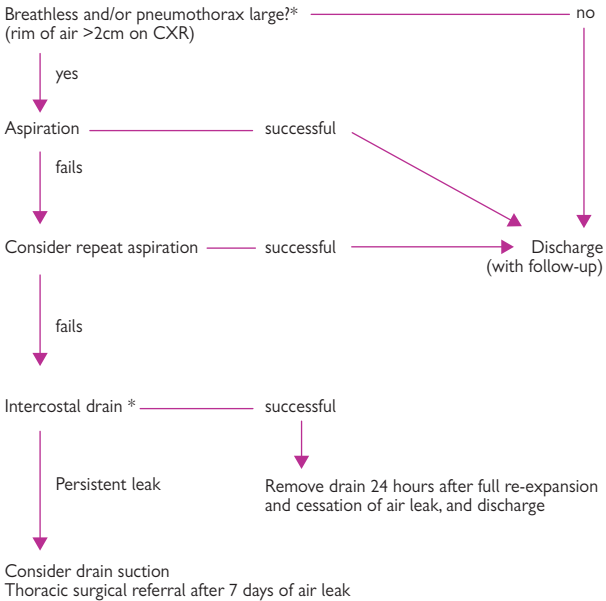 Breathless and/or pneumothorax large?*
no
(rim of air >2cm on CXR)
yes
Aspiration
successful
fails
Consider repeat aspiration
successful
Discharge
(with follow-up)
fails
Intercostal drain *
successful
Persistent leak
Remove drain 24 hours after full re-expansion
and cessation of air leak, and discharge
Consider drain suction
Thoracic surgical referral after 7 days of air leak